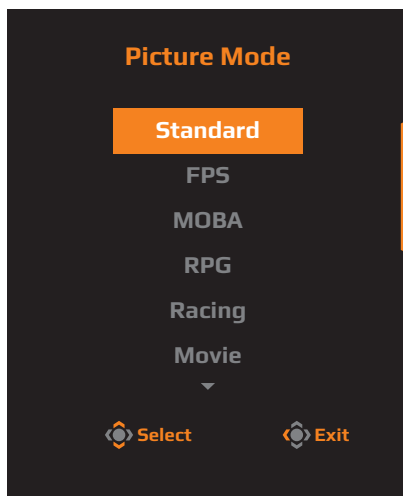 Picture Mode
Standard
FPS
MOBA
RPG
Racing
Movie
Select Exit